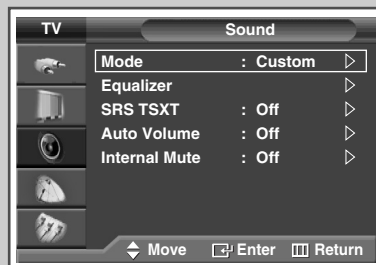 TV Sound
Mode : Custom
Equalizer
SRS TSXT : Off
Auto Volume : Off
Internal Mute : Off
Move Enter Return